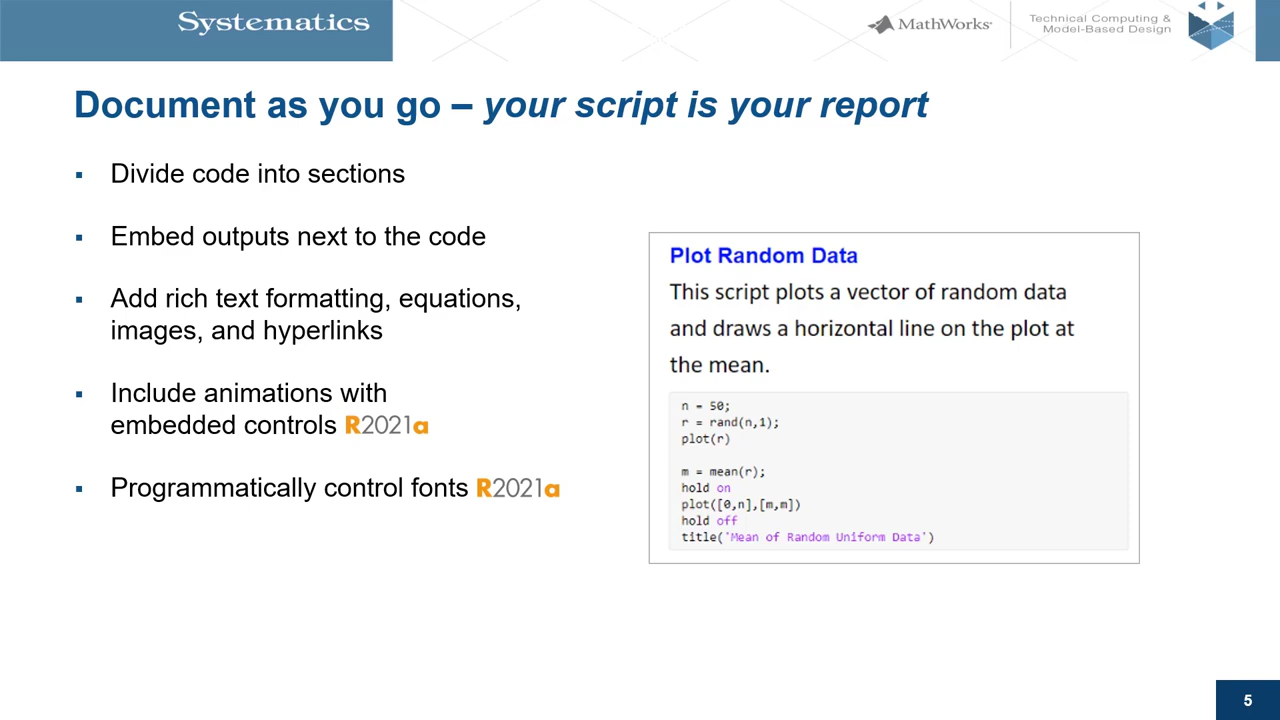 Systematics
MathWorks®
Technical Computing &
Model-Based Design
Document as you go – your script is your report
▪ Divide code into sections
▪ Embed outputs next to the code
▪ Add rich text formatting, equations,
images, and hyperlinks
▪ Include animations with
embedded controls R2021a
▪ Programmatically control fonts R2021a
Plot Random Data
This script plots a vector of random data
and draws a horizontal line on the plot at
the mean.
n = 50;
r = rand(n,1);
plot(r)
m = mean(r);
hold on
plot([0,n],[m,m])
hold off
title('Mean of Random Uniform Data')
5